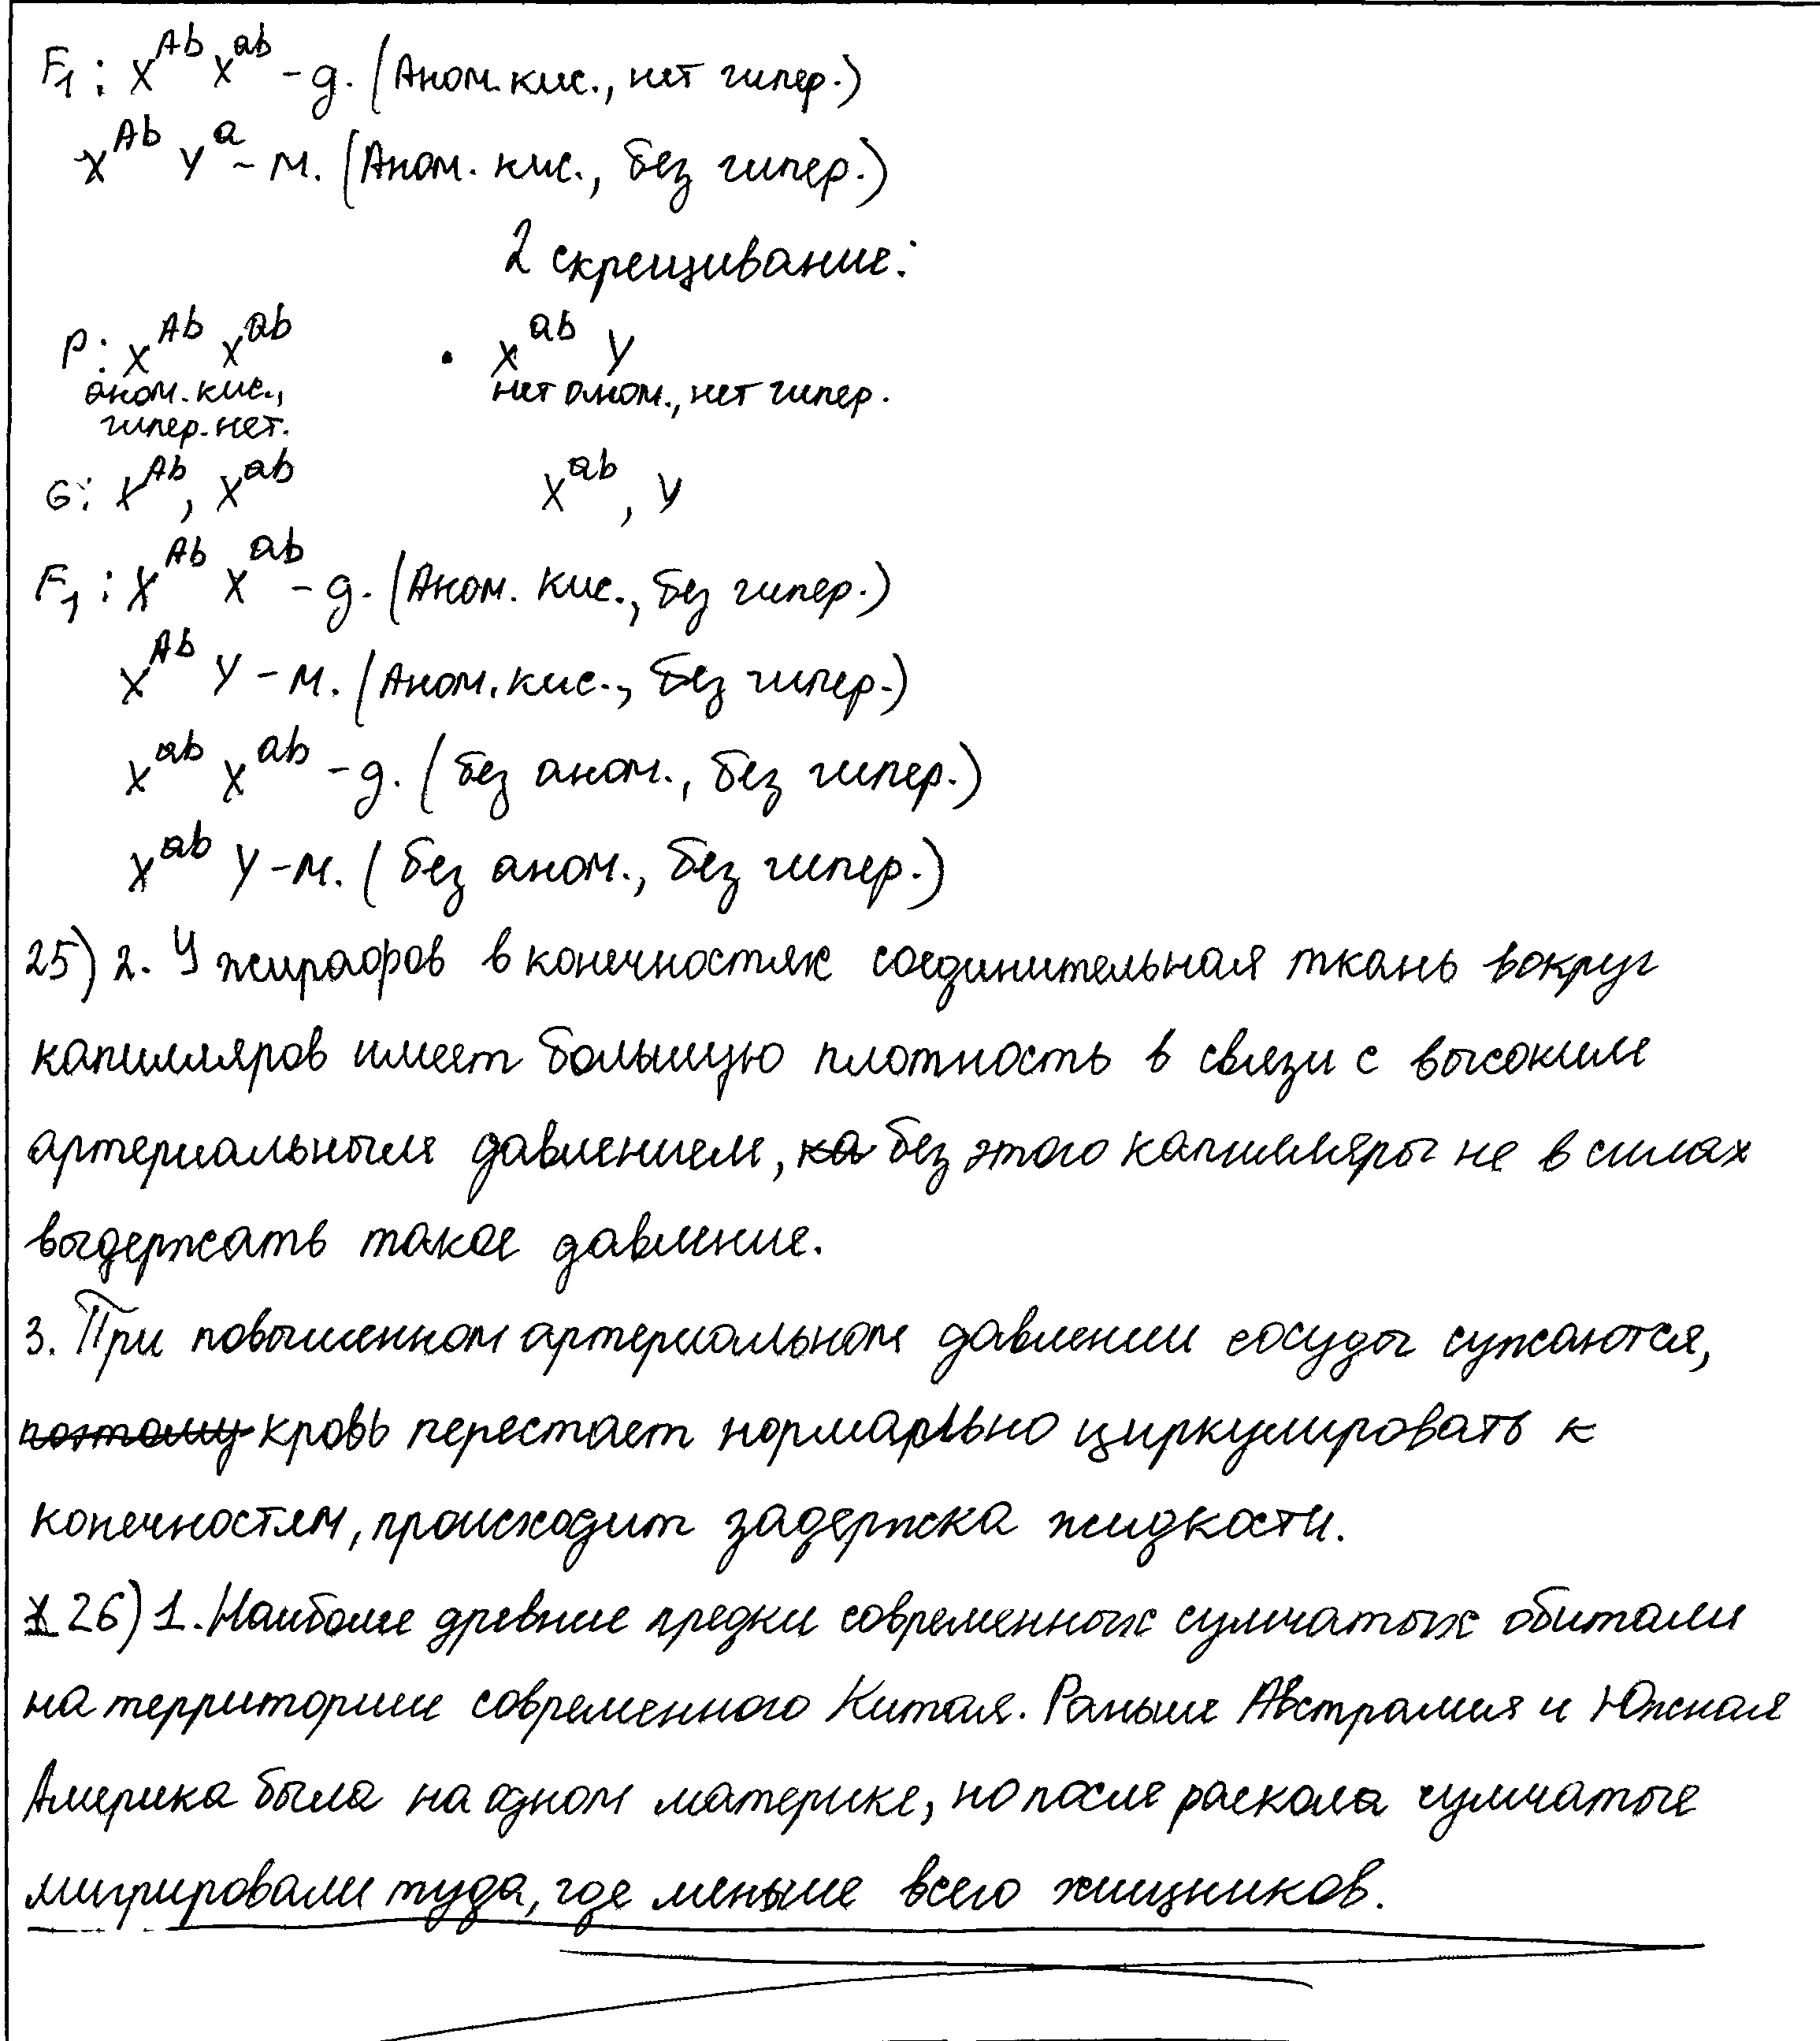 F₁: X^Ab X^ab – д. (Аном. кис., нет гипер.)
X^Ab Y^a – м. (Аном. кис., без гипер.)
2 скрещивание:
P: X^Ab X^ab · X^ab Y
аном. кис., нет аном., нет гипер.
гипер. нет.
G: X^Ab, X^ab X^ab, Y
F₁: X^Ab X^ab – д. (Аном. кис., без гипер.)
X^Ab Y – м. (Аном. кис., без гипер.)
X^ab X^ab – д. (без аном., без гипер.)
X^ab Y – м. (без аном., без гипер.)
25) 2. У жирафов в конечностях соединительная ткань вокруг
капилляров имеет большую плотность в связи с высоким
артериальным давлением, ка без этого капилляры не в силах
выдержать такое давление.
3. При повышенном артериальном давлении сосуды сужаются,
поэтому кровь перестает нормально циркулировать к
конечностям, происходит задержка жидкости.
26) 1. Наиболее древние предки современных сумчатых обитали
на территории современного Китая. Раньше Австралия и Южная
Америка была на одном материке, но после раскола сумчатые
мигрировали туда, где меньше всего хищников.